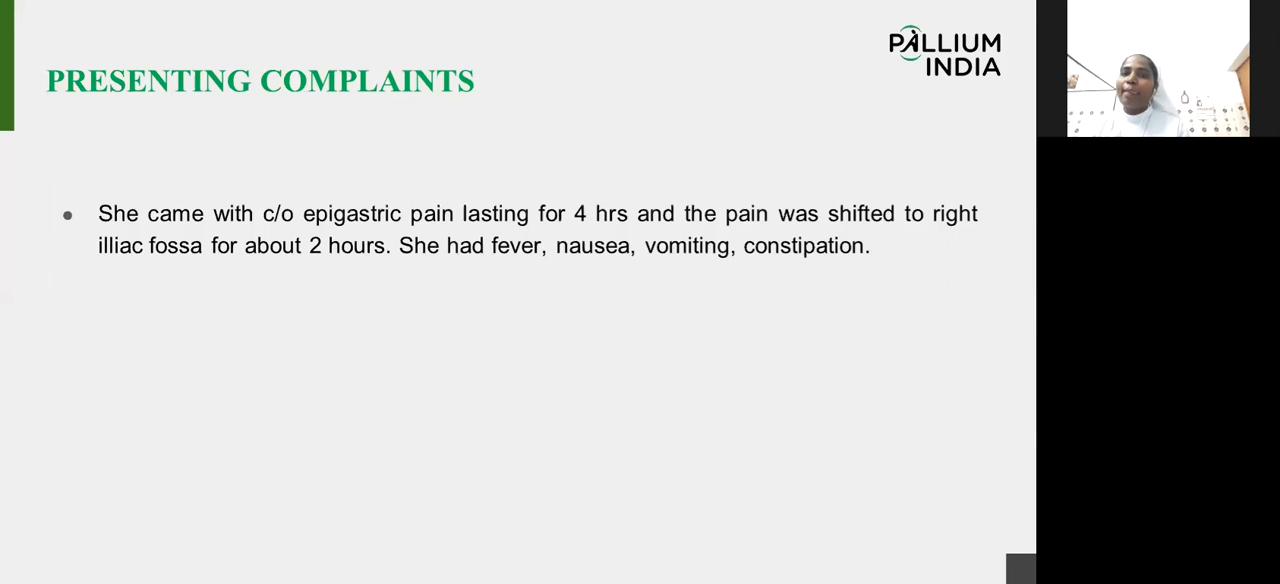 PALLIUM
INDIA
PRESENTING COMPLAINTS
She came with c/o epigastric pain lasting for 4 hrs and the pain was shifted to right
illiac fossa for about 2 hours. She had fever, nausea, vomiting, constipation.